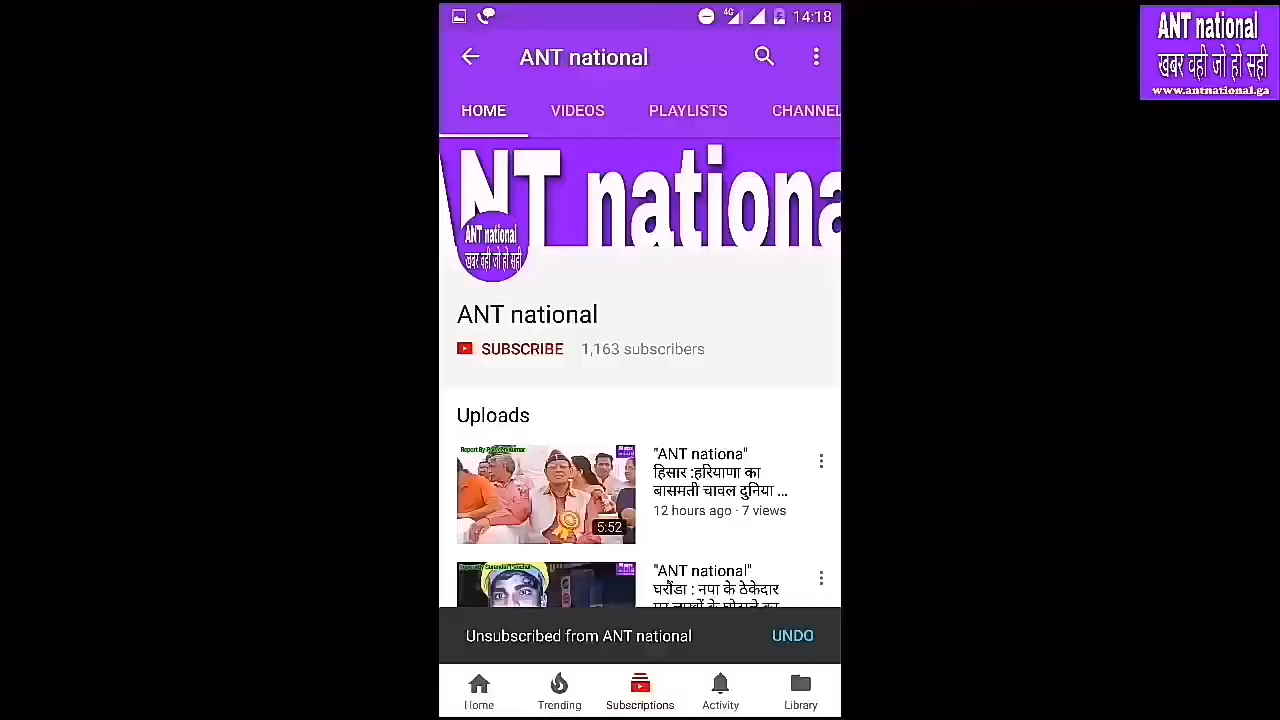 4G 14:18
ANT national
HOME VIDEOS PLAYLISTS CHANNEL
ANT nationa
ANT national
खबर वही जो हो सही
ANT national
SUBSCRIBE 1,163 subscribers
Uploads
"ANT nationa"
हिसार :हरियाणा का
बासमती चावल दुनिया ...
12 hours ago · 7 views
5:52
"ANT national"
घरौंडा : नपा के ठेकेदार
Unsubscribed from ANT national UNDO
Home Trending Subscriptions Activity Library
ANT national
खबर वही जो हो सही
www.antnational.ga